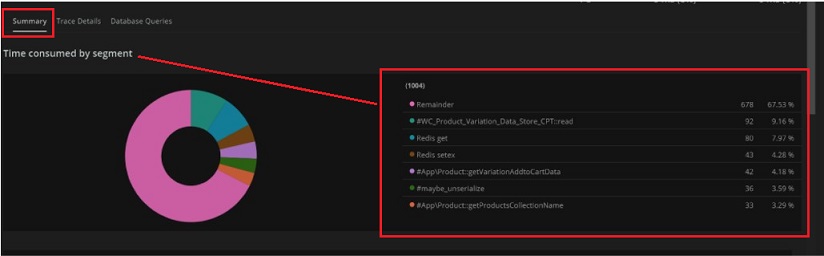 Summary Trace Details Database Queries
Time consumed by segment
(1004)
Remainder 678 67.53 %
#WC_Product_Variation_Data_Store_CPT::read 92 9.16 %
Redis get 80 7.97 %
Redis setex 43 4.28 %
#App\Product::getVariationAddtoCartData 42 4.18 %
#maybe_unserialize 36 3.59 %
#App\Product::getProductsCollectionName 33 3.29 %